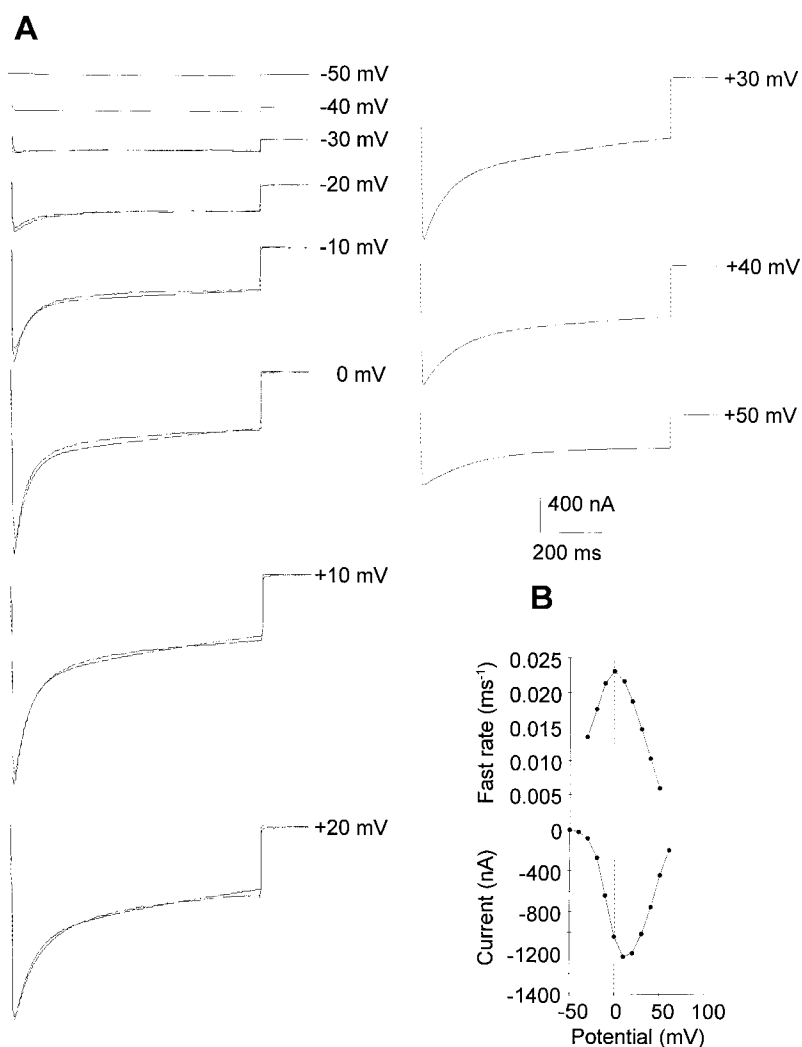 A
-50 mV
-40 mV
-30 mV
-20 mV
-10 mV
0 mV
+10 mV
+20 mV
+30 mV
+40 mV
+50 mV
400 nA
200 ms
B
Fast rate (ms⁻¹)
0.025
0.020
0.015
0.010
0.005
Current (nA)
0
-400
-800
-1200
-1400
-50 0 50 100
Potential (mV)